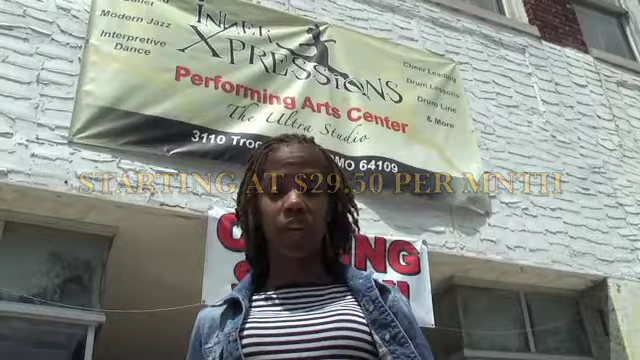 Ballet
Modern Jazz
Interpretive
Dance
INNER
XPRESSIONS
Cheer Leading
Drum Lessons
Drum Line
& More
Performing Arts Center
The Ultra Studio
3110 MO 64109
STARTING AT $29.50 PER MNTH